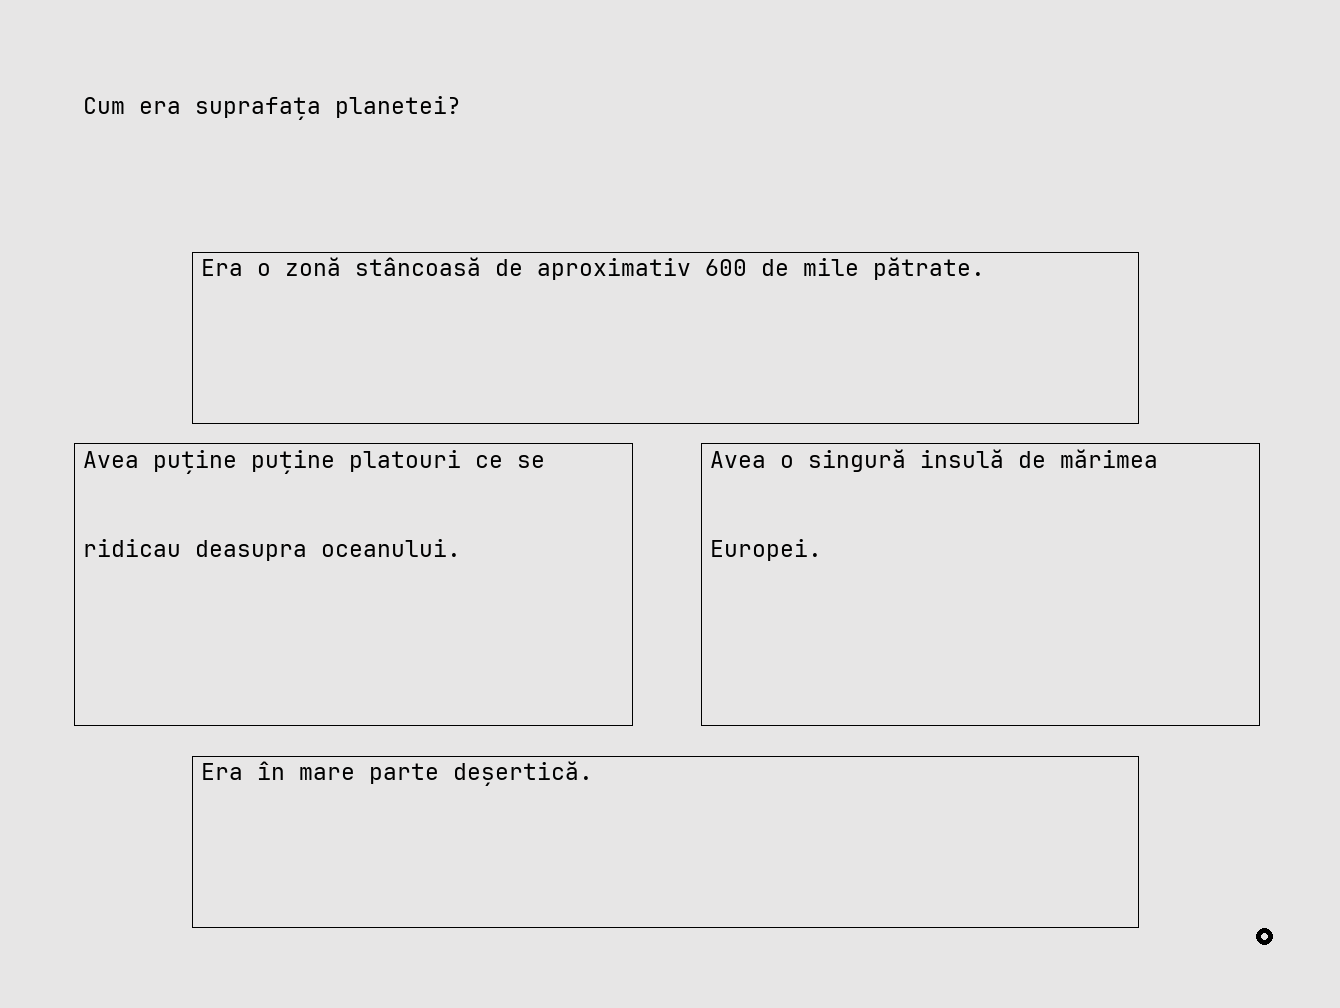 Cum era suprafața planetei?
Era o zonă stâncoasă de aproximativ 600 de mile pătrate.
Avea puține puține platouri ce se
ridicau deasupra oceanului.
Avea o singură insulă de mărimea
Europei.
Era în mare parte deșertică.